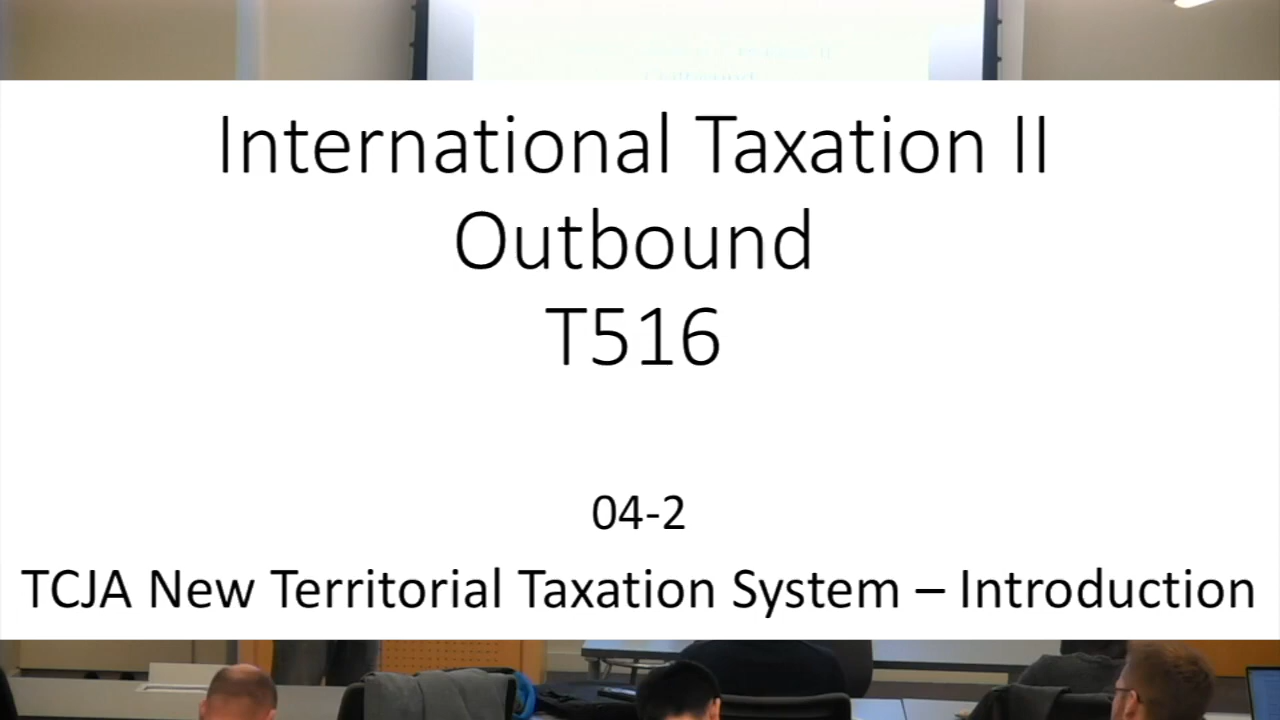 International Taxation II
Outbound
T516
04-2
TCJA New Territorial Taxation System – Introduction